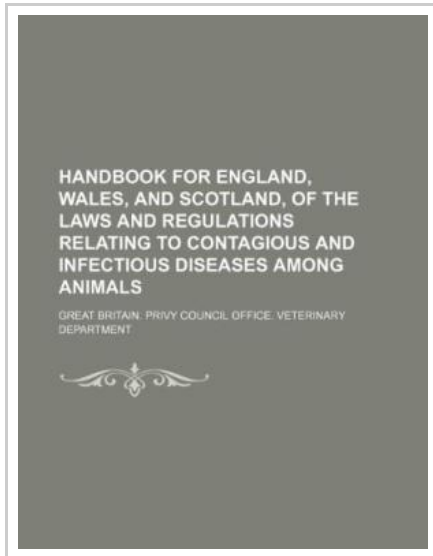 HANDBOOK FOR ENGLAND,
WALES, AND SCOTLAND, OF THE
LAWS AND REGULATIONS
RELATING TO CONTAGIOUS AND
INFECTIOUS DISEASES AMONG
ANIMALS
GREAT BRITAIN. PRIVY COUNCIL OFFICE. VETERINARY
DEPARTMENT